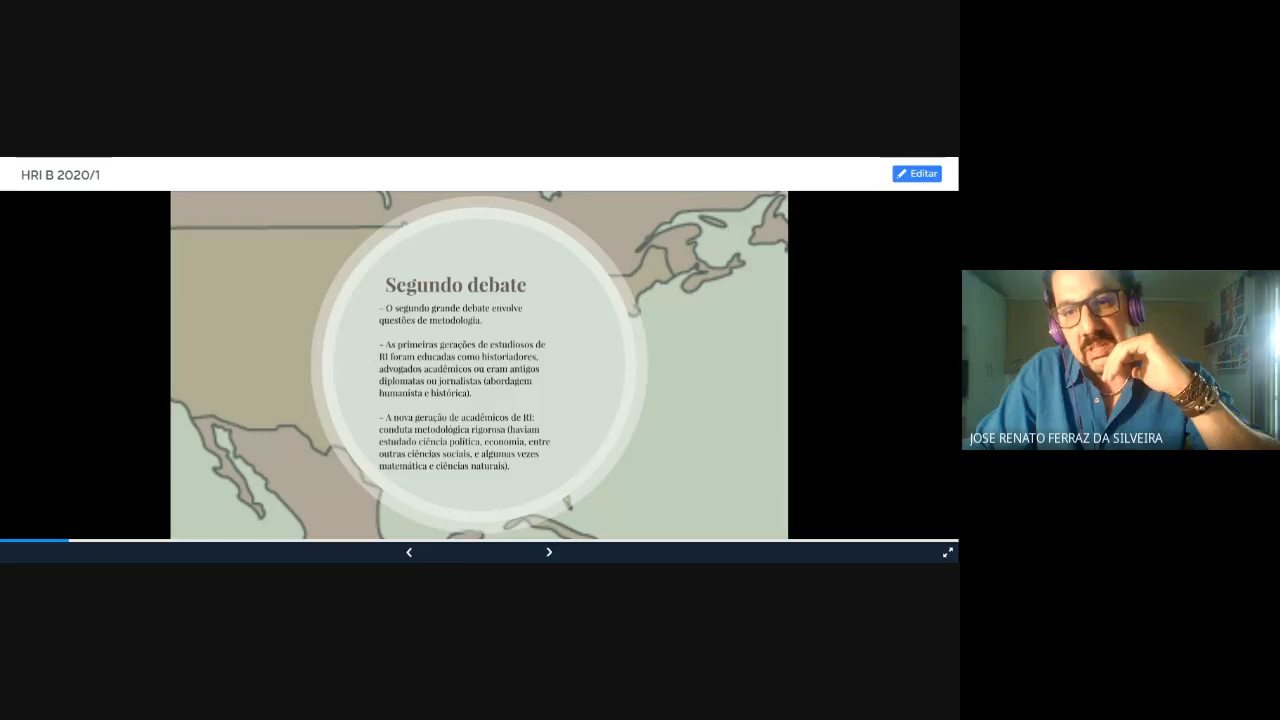 HRI B 2020/1
Editar
Segundo debate
- O segundo grande debate envolve
questões de metodologia.
- As primeiras gerações de estudiosos de
RI foram educadas como historiadores,
advogados acadêmicos ou eram antigos
diplomatas ou jornalistas (abordagem
humanista e histórica).
- A nova geração de acadêmicos de RI:
conduta metodológica rigorosa (haviam
estudado ciência política, economia, entre
outras ciências sociais, e algumas vezes
matemática e ciências naturais).
JOSE RENATO FERRAZ DA SILVEIRA